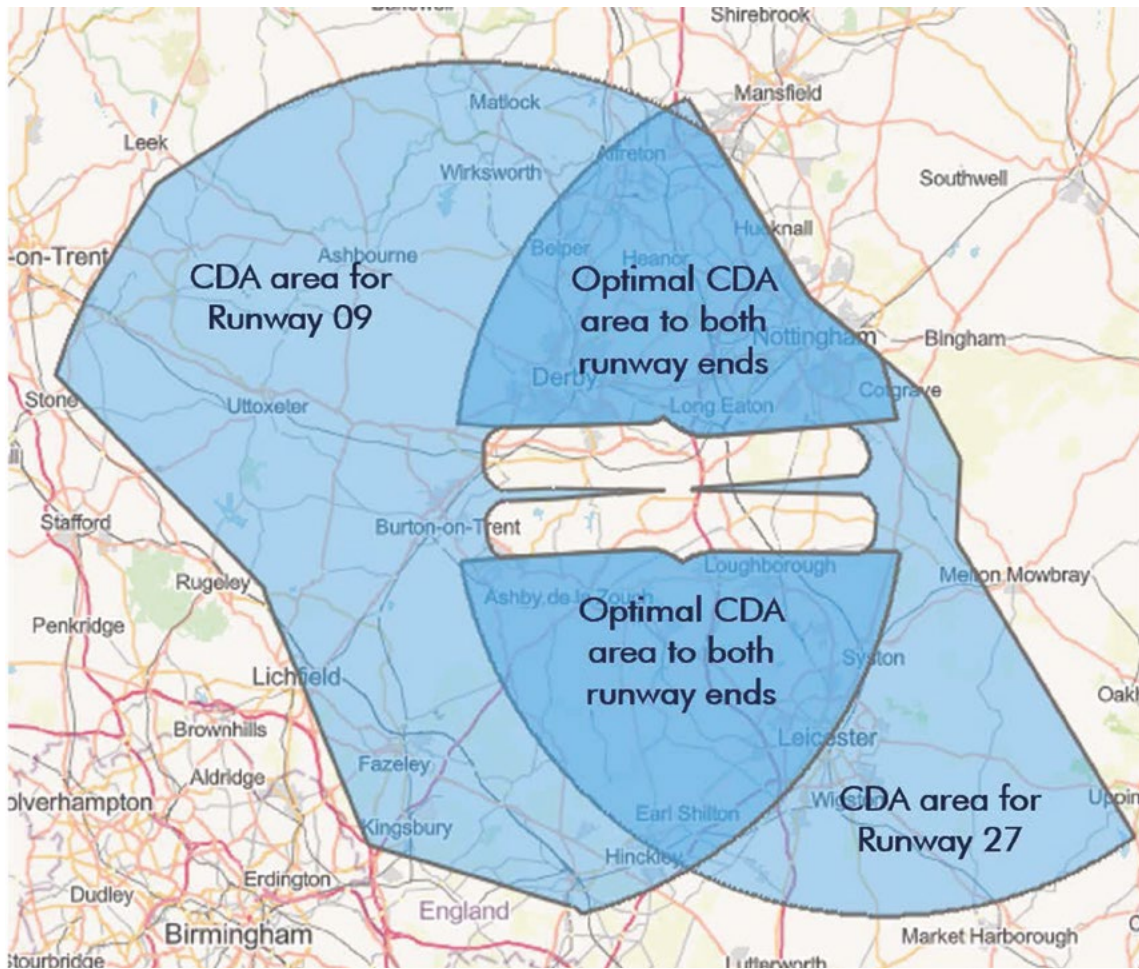 Shirebrook
Matlock
Mansfield
Leek
Alfreton
Wirksworth
Southwell
Hucknall
-on-Trent
Ashbourne
Belper
Heanor
CDA area for
Runway 09
Optimal CDA
area to both
runway ends
Nottingham
Bingham
Derby
Stone
Uttoxeter
Long Eaton
Cotgrave
Stafford
Burton-on-Trent
Loughborough
Rugeley
Melton Mowbray
Ashby de la Zouch
Optimal CDA
area to both
runway ends
Penkridge
Lichfield
Syston
Brownhills
Leicester
Fazeley
Aldridge
olverhampton
Wigston
CDA area for
Runway 27
Uppin
Kingsbury
Earl Shilton
Hinckley
Erdington
Dudley
England
Birmingham
Market Harborough
Stourbridge
Lutterworth